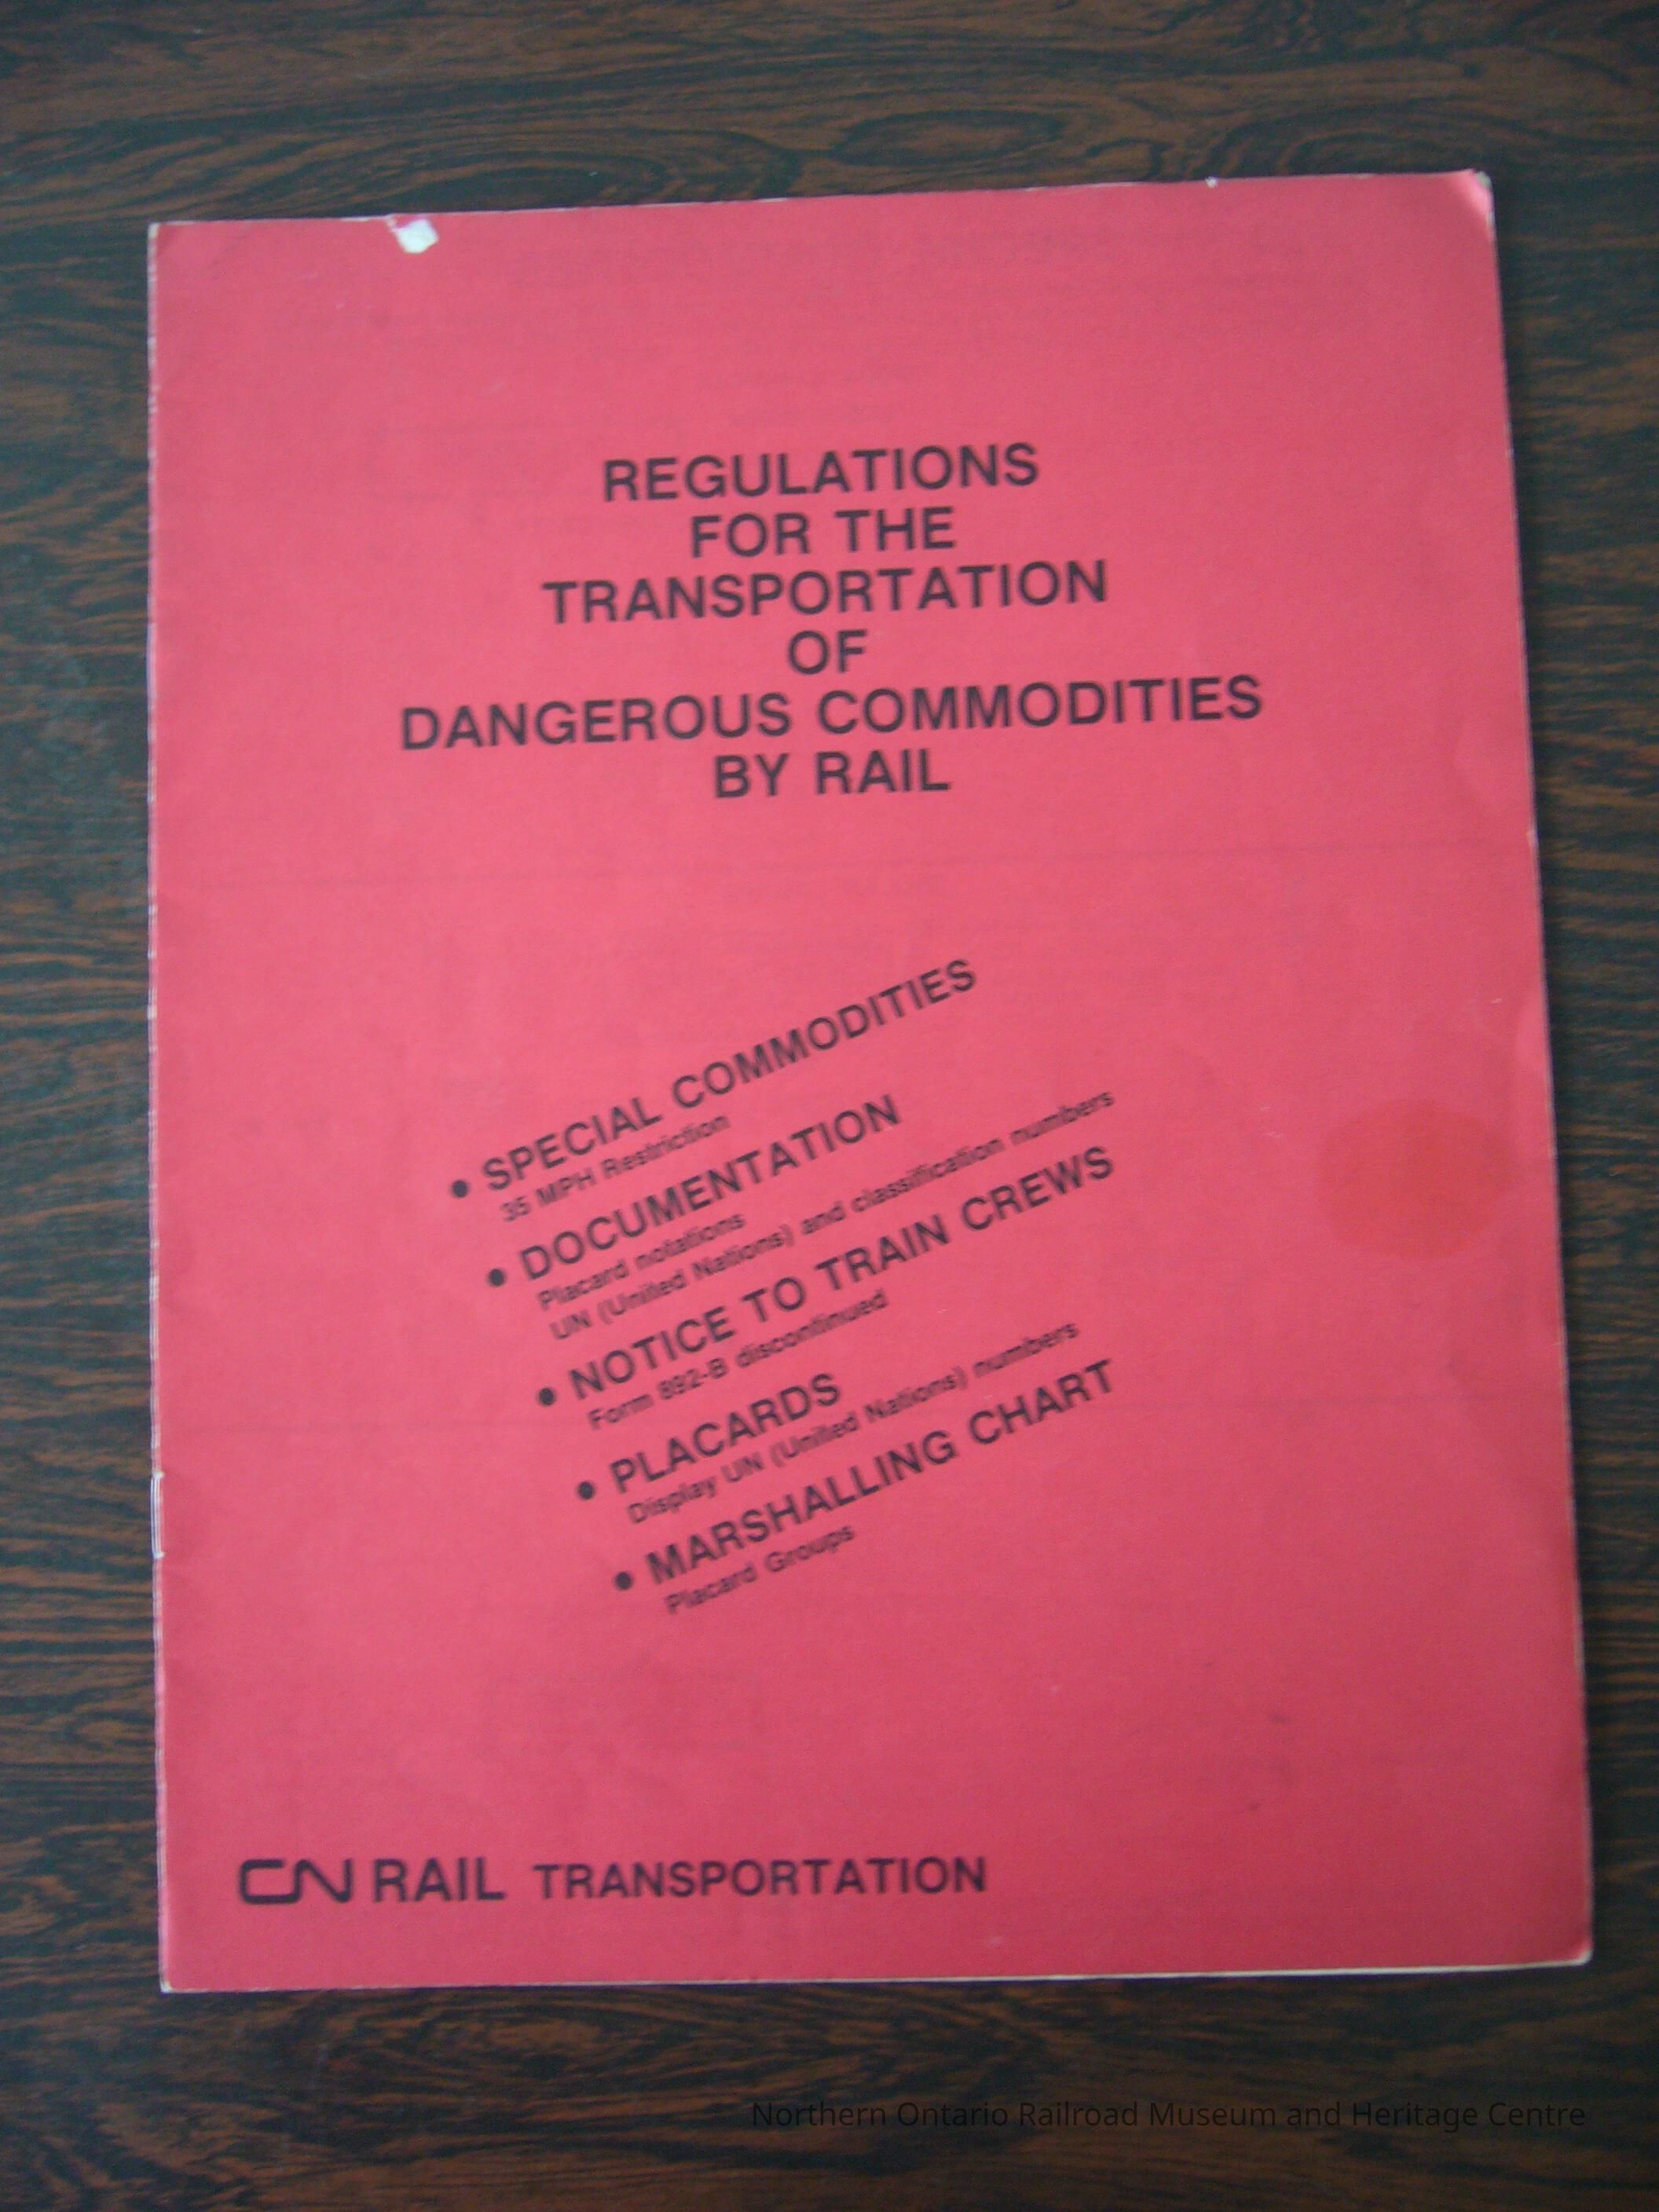 REGULATIONS
FOR THE
TRANSPORTATION
OF
DANGEROUS COMMODITIES
BY RAIL
• SPECIAL COMMODITIES
35 MPH Restriction
• DOCUMENTATION
Placard notations
UN (United Nations) and classification numbers
• NOTICE TO TRAIN CREWS
Form 892-B discontinued
• PLACARDS
Display UN (United Nations) numbers
• MARSHALLING CHART
Placard Groups
CN RAIL TRANSPORTATION
Northern Ontario Railroad Museum and Heritage Centre